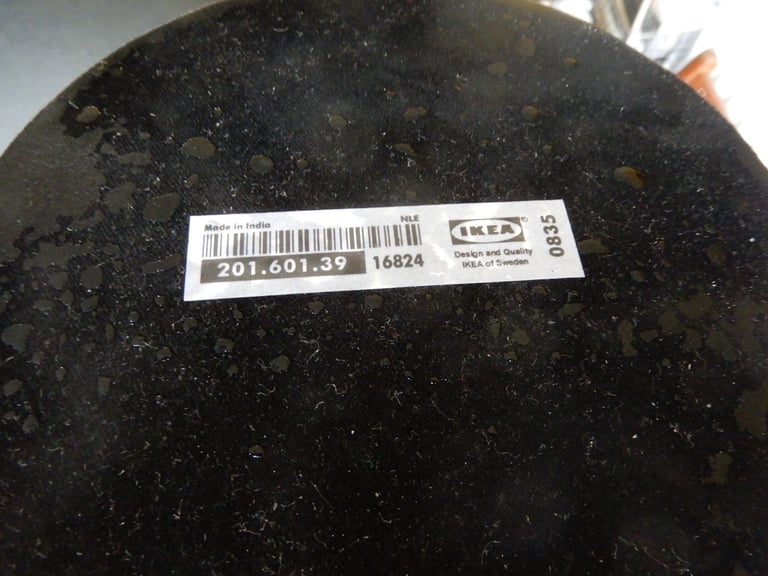 Made in India
NLE
201.601.39
16824
IKEA®
Design and Quality
IKEA of Sweden
0835